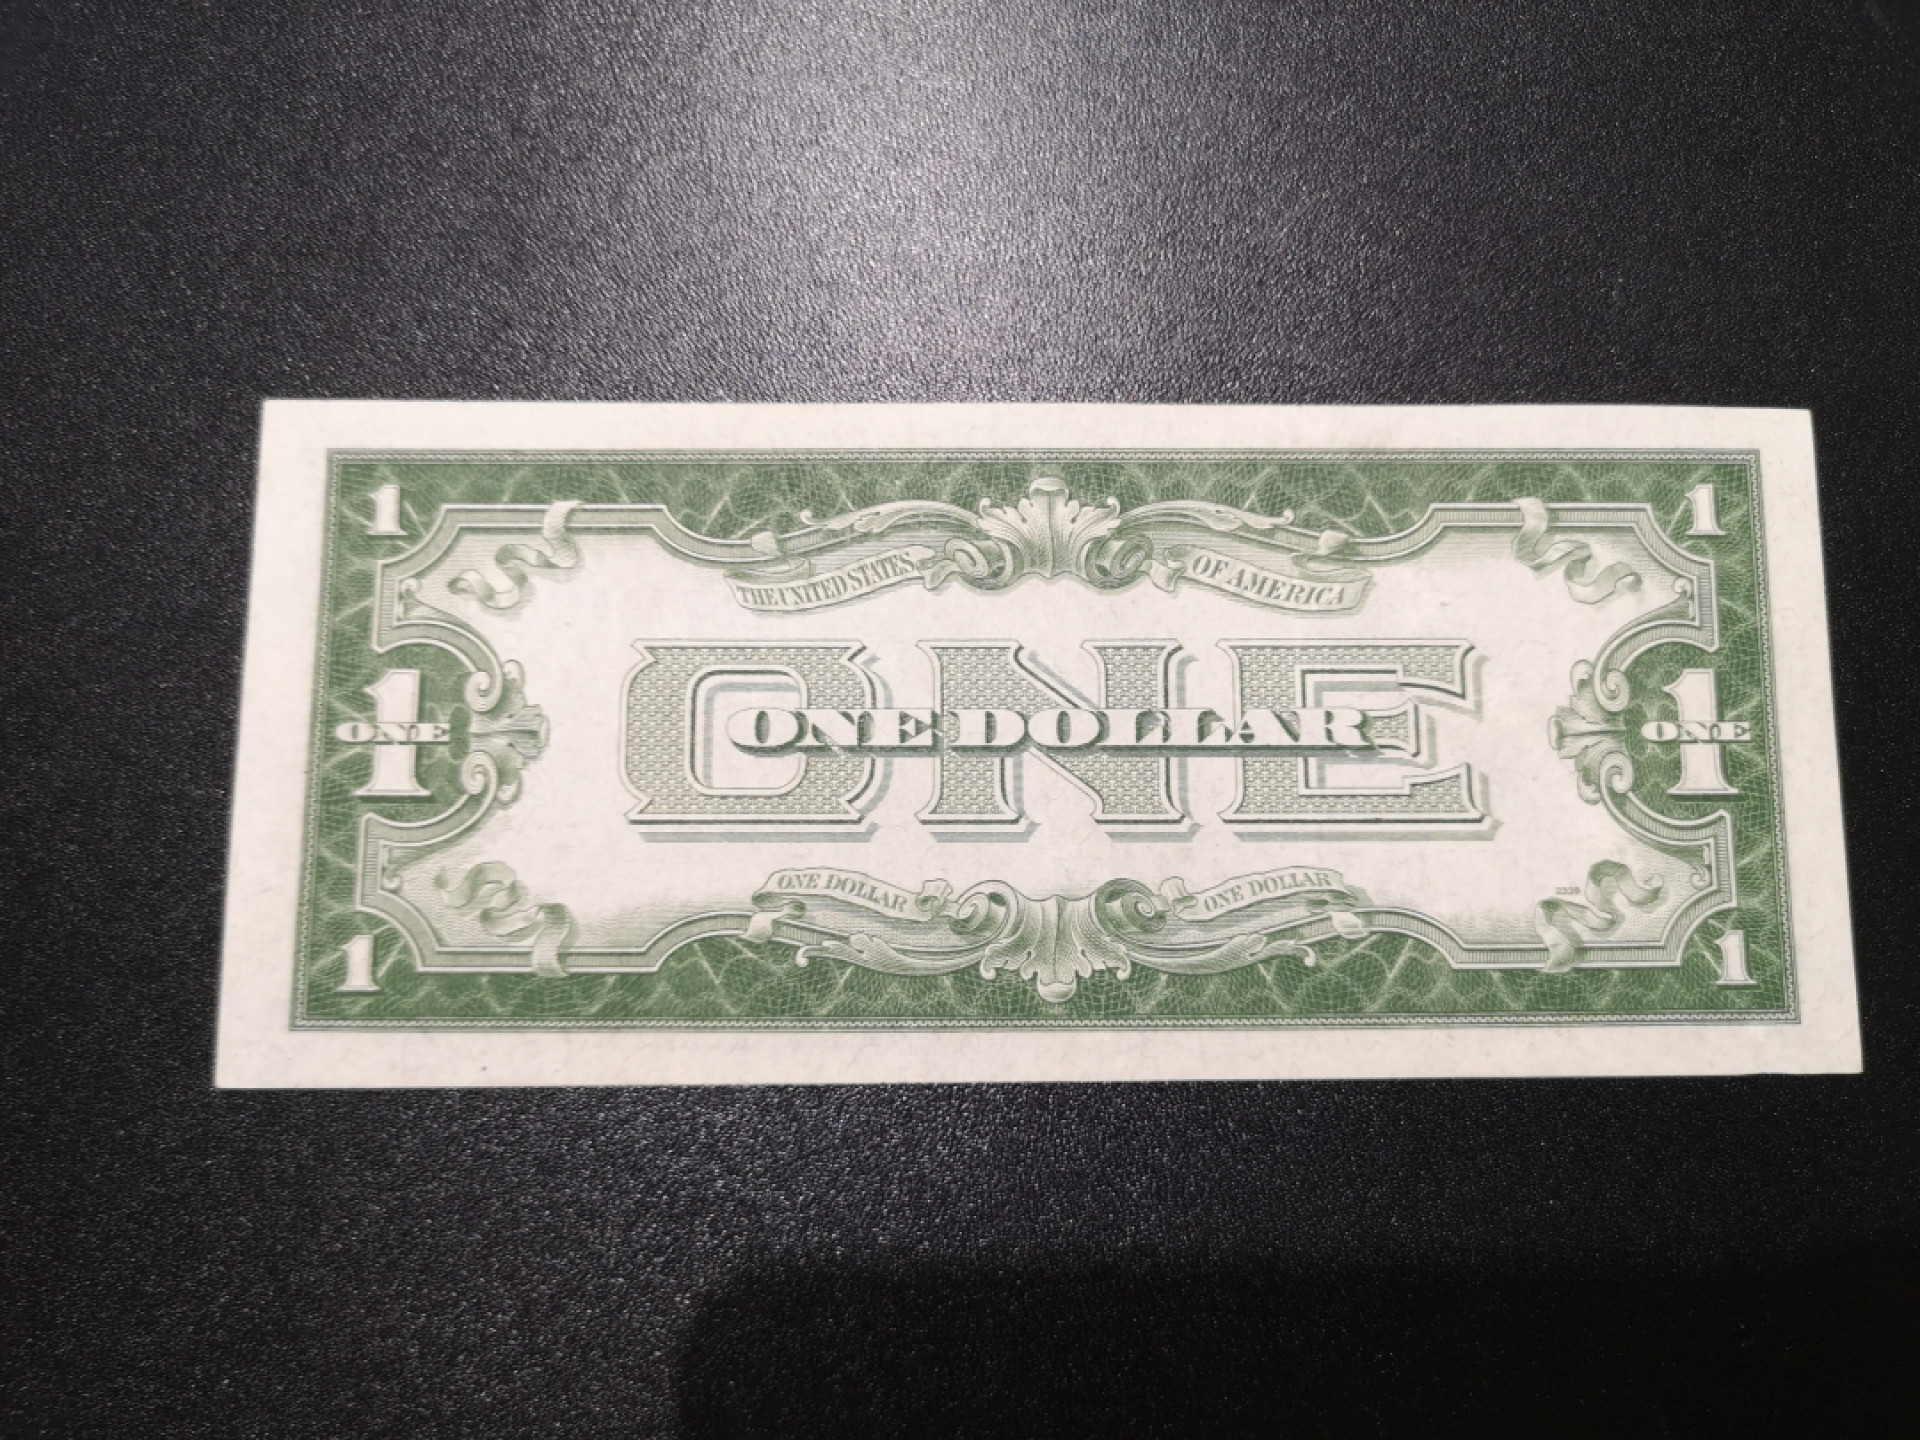 1 1
THE UNITED STATES OF AMERICA
ONE
1 ONE ONE DOLLAR 1 ONE
ONE DOLLAR ONE DOLLAR
1 1